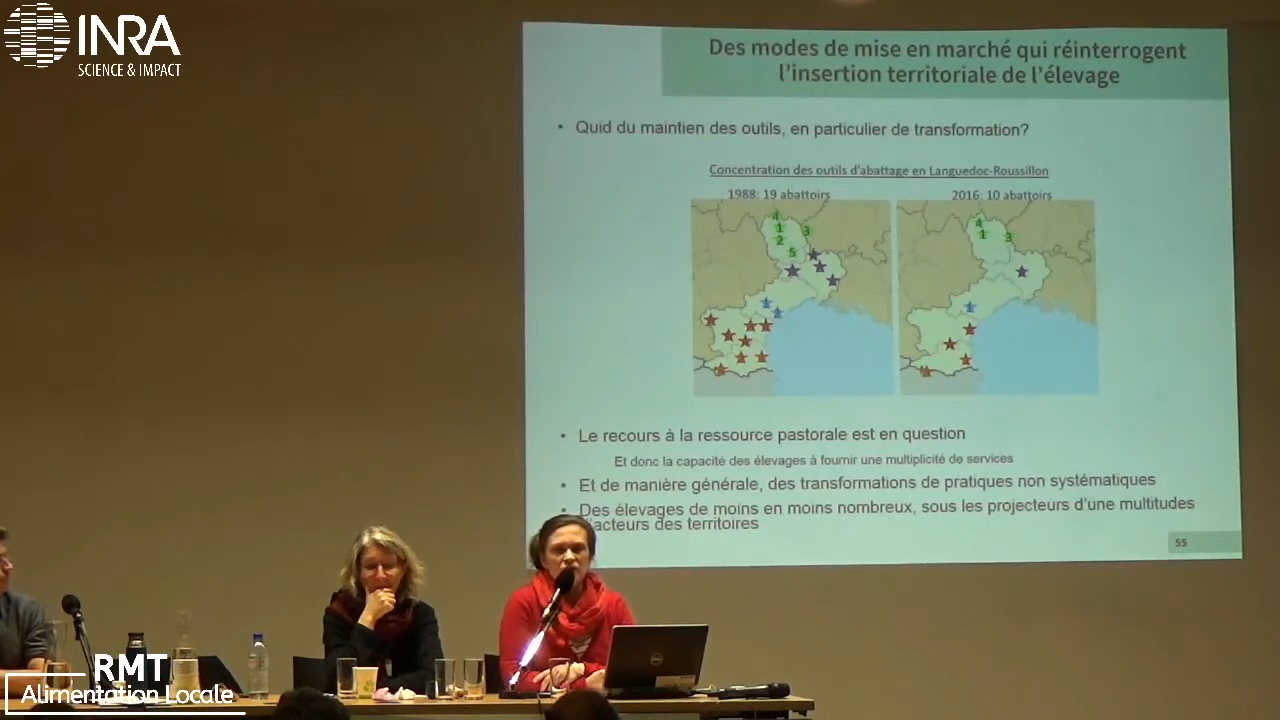 INRA
SCIENCE & IMPACT
Des modes de mise en marché qui réinterrogent
l'insertion territoriale de l'élevage
• Quid du maintien des outils, en particulier de transformation?
Concentration des outils d'abattage en Languedoc-Roussillon
1988: 19 abattoirs
2016: 10 abattoirs
4
1
3
2
5
1
2
4
1
3
1
• Le recours à la ressource pastorale est en question
Et donc la capacité des élevages à fournir une multiplicité de services
• Et de manière générale, des transformations de pratiques non systématiques
• Des élevages de moins en moins nombreux, sous les projecteurs d'une multitudes
acteurs des territoires
55
RMT
Alimentation Locale